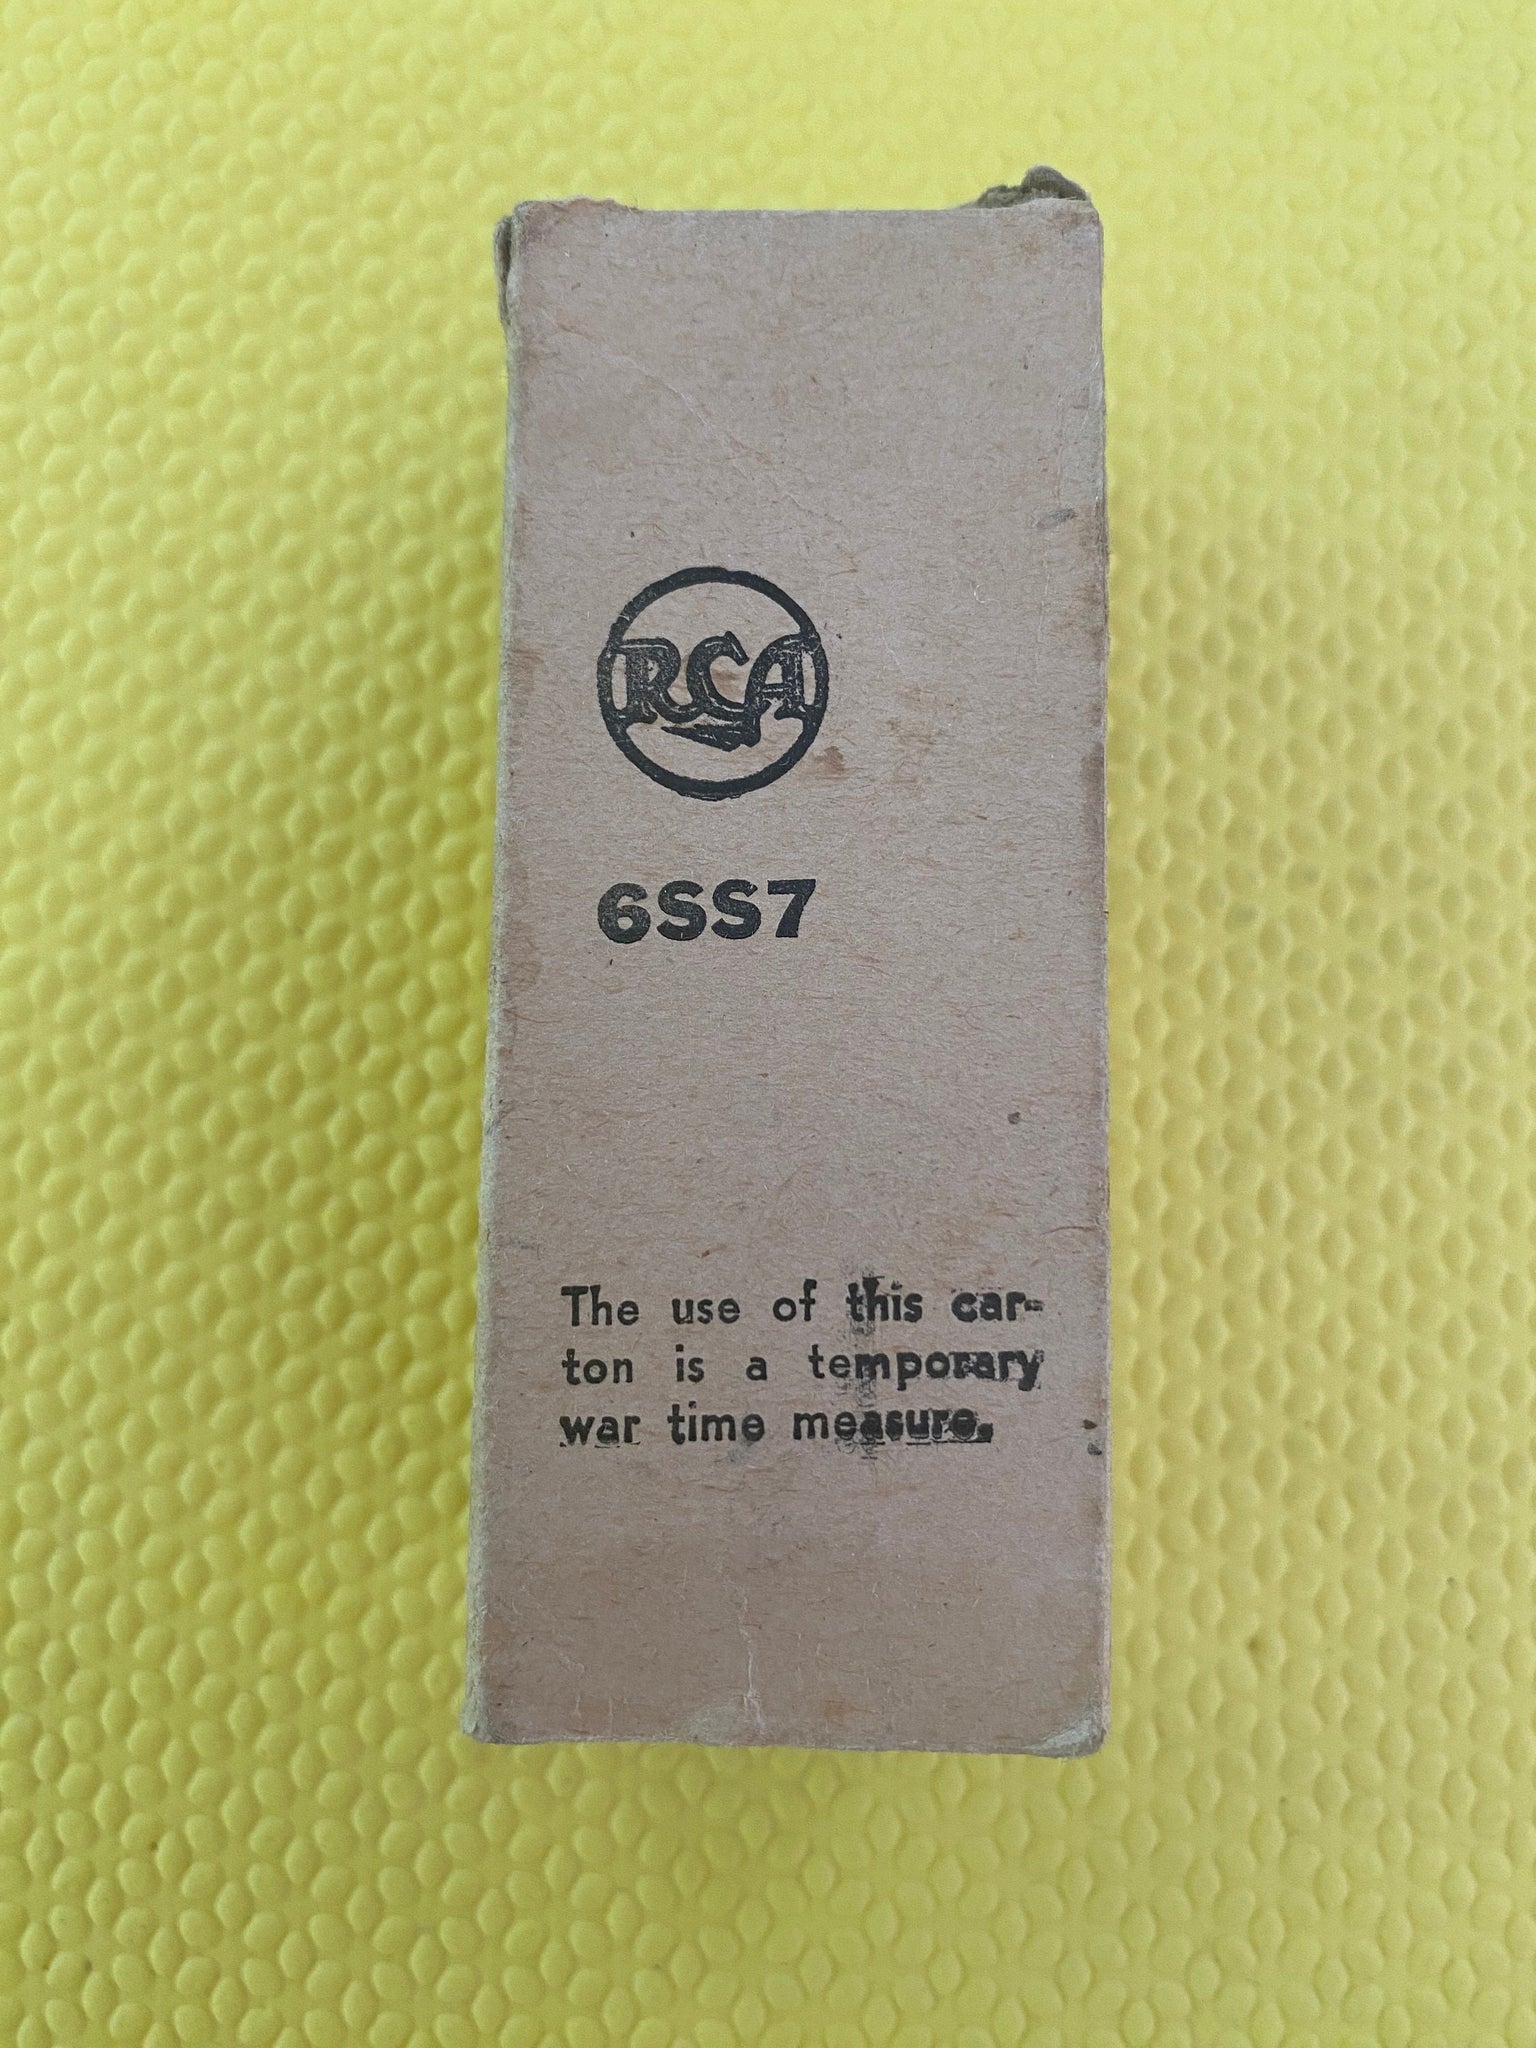 RCA
6SS7
The use of this car-
ton is a temporary
war time measure.